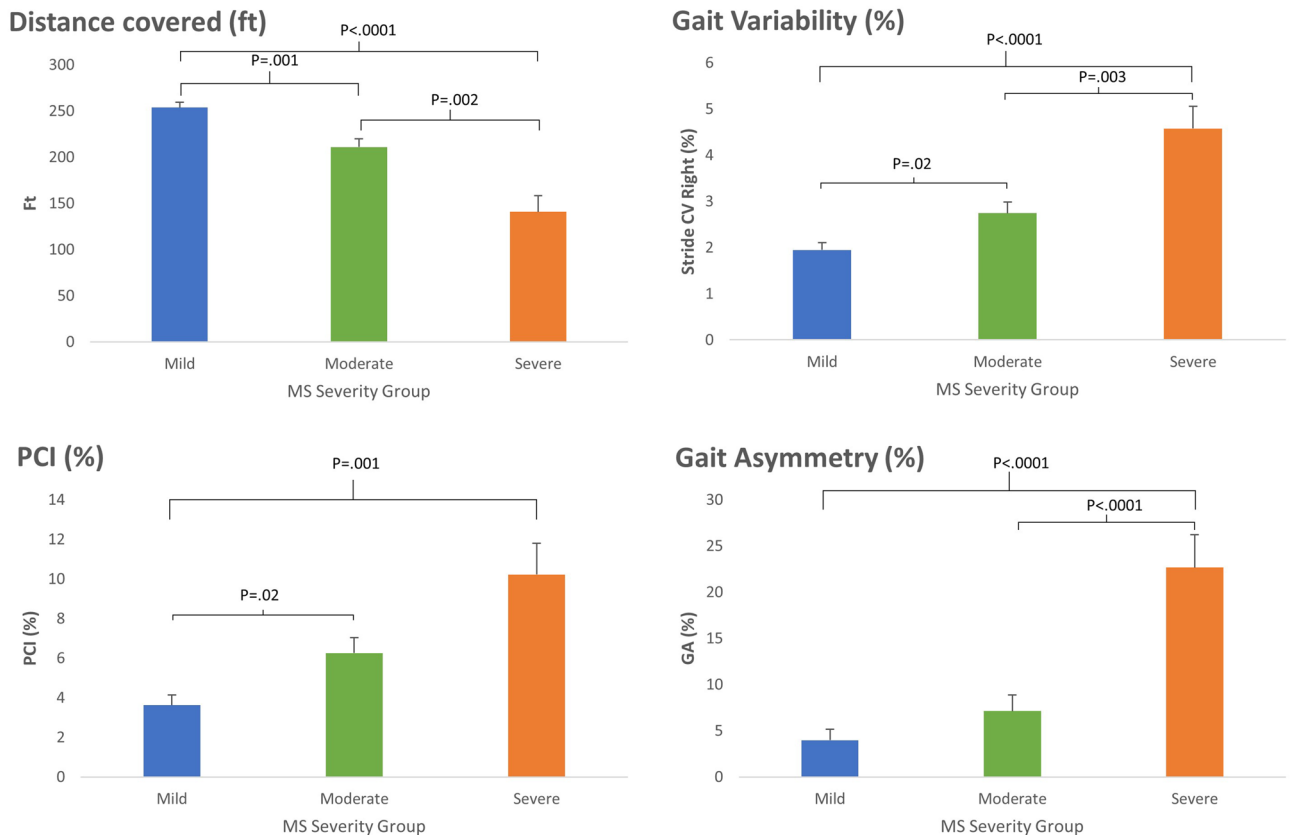 Distance covered (ft)
P<.0001
P=.001
P=.002
300
250
200
150
100
50
0
Ft
Mild Moderate Severe
MS Severity Group
Gait Variability (%)
P<.0001
P=.003
P=.02
6
5
4
3
2
1
0
Stride CV Right (%)
Mild Moderate Severe
MS Severity Group
PCI (%)
P=.001
P=.02
14
12
10
8
6
4
2
0
PCI (%)
Mild Moderate Severe
MS Severity Group
Gait Asymmetry (%)
P<.0001
P<.0001
30
25
20
15
10
5
0
GA (%)
Mild Moderate Severe
MS Severity Group